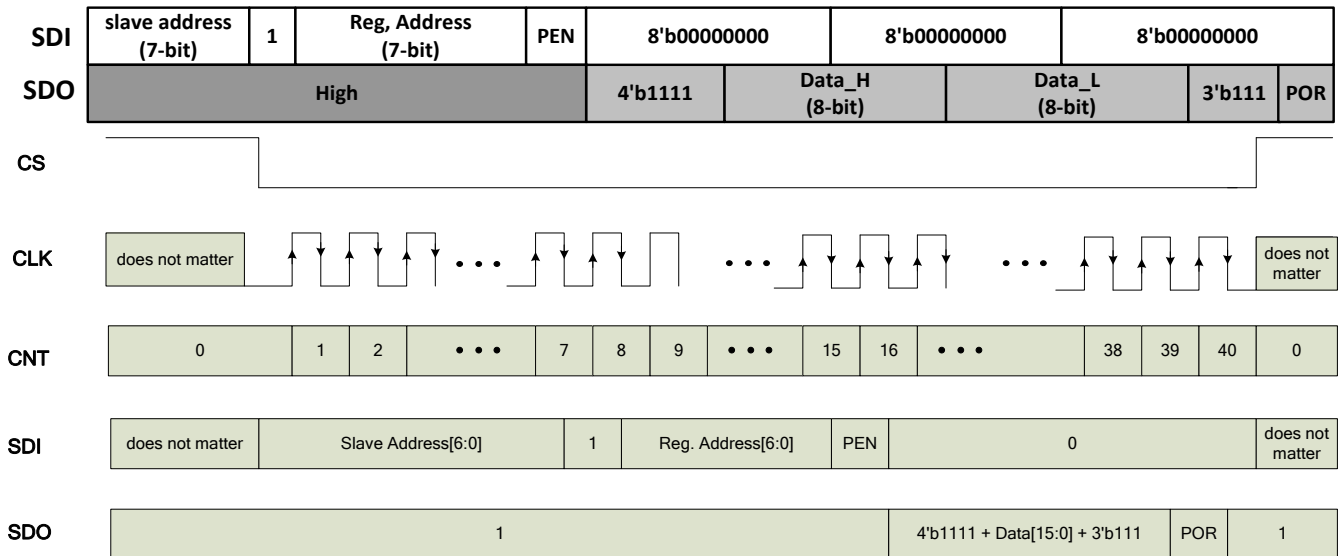 SDI slave address (7-bit) 1 Reg, Address (7-bit) PEN 8'b00000000 8'b00000000 8'b00000000
SDO High 4'b1111 Data_H (8-bit) Data_L (8-bit) 3'b111 POR
CS
CLK does not matter • • • • • • • • • does not matter
CNT 0 1 2 • • • 7 8 9 • • • 15 16 • • • 38 39 40 0
SDI does not matter Slave Address[6:0] 1 Reg. Address[6:0] PEN 0 does not matter
SDO 1 4'b1111 + Data[15:0] + 3'b111 POR 1